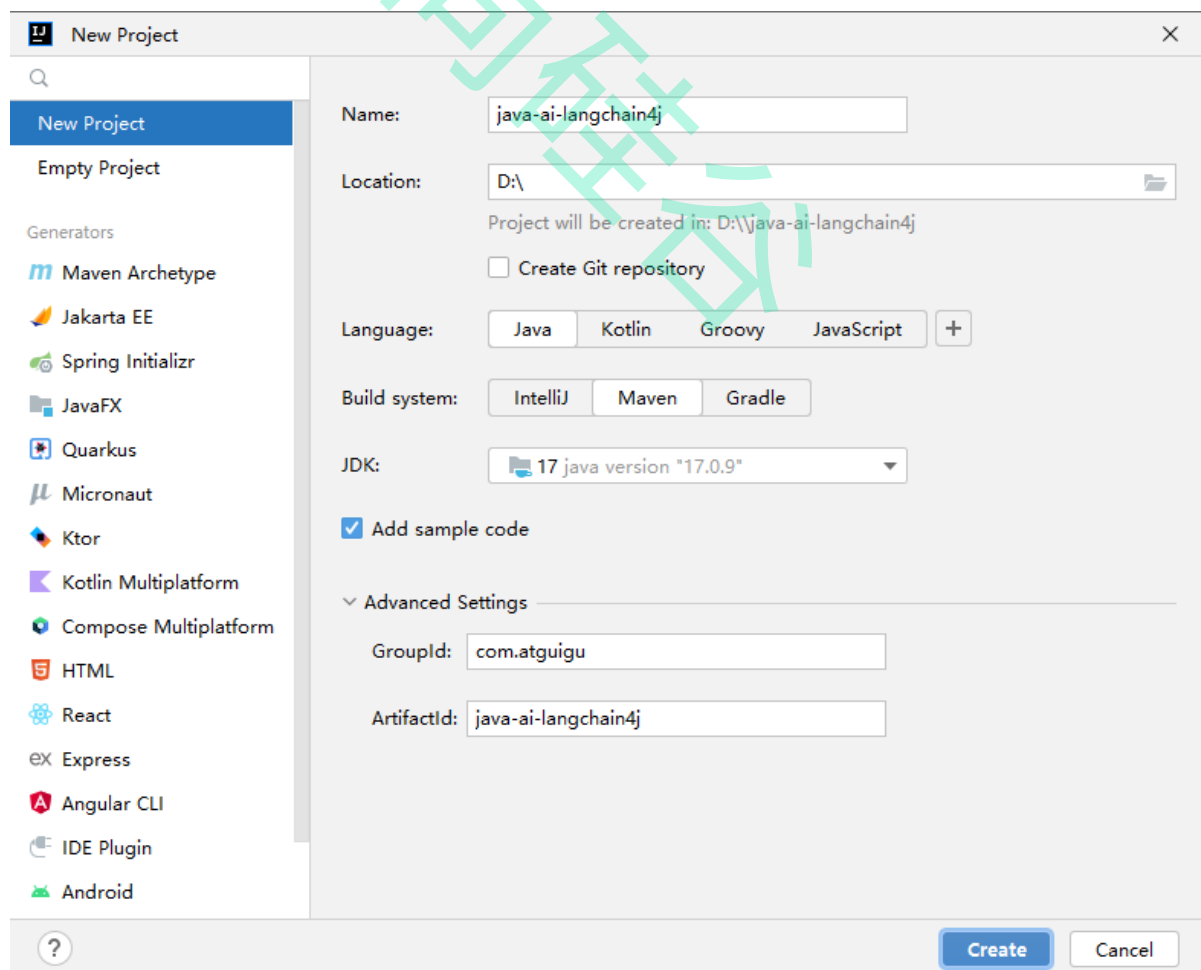 New Project
New Project
Empty Project
Generators
Maven Archetype
Jakarta EE
Spring Initializr
JavaFX
Quarkus
Micronaut
Ktor
Kotlin Multiplatform
Compose Multiplatform
HTML
React
ex Express
Angular CLI
IDE Plugin
Android
Name: java-ai-langchain4j
Location: D:\
Project will be created in: D:\\java-ai-langchain4j
Create Git repository
Language: Java Kotlin Groovy JavaScript +
Build system: IntelliJ Maven Gradle
JDK: 17 java version "17.0.9"
Add sample code
Advanced Settings
GroupId: com.atguigu
ArtifactId: java-ai-langchain4j
? Create Cancel
硅谷